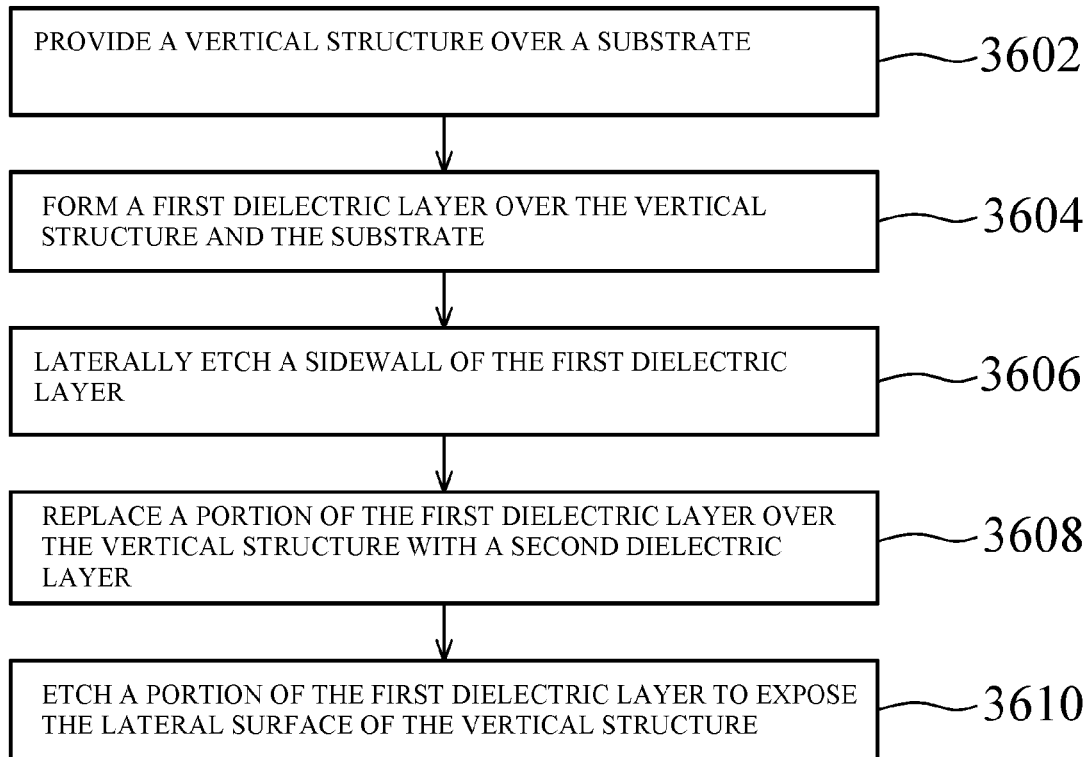 PROVIDE A VERTICAL STRUCTURE OVER A SUBSTRATE
3602
FORM A FIRST DIELECTRIC LAYER OVER THE VERTICAL
STRUCTURE AND THE SUBSTRATE
3604
LATERALLY ETCH A SIDEWALL OF THE FIRST DIELECTRIC
LAYER
3606
REPLACE A PORTION OF THE FIRST DIELECTRIC LAYER OVER
THE VERTICAL STRUCTURE WITH A SECOND DIELECTRIC
LAYER
3608
ETCH A PORTION OF THE FIRST DIELECTRIC LAYER TO EXPOSE
THE LATERAL SURFACE OF THE VERTICAL STRUCTURE
3610